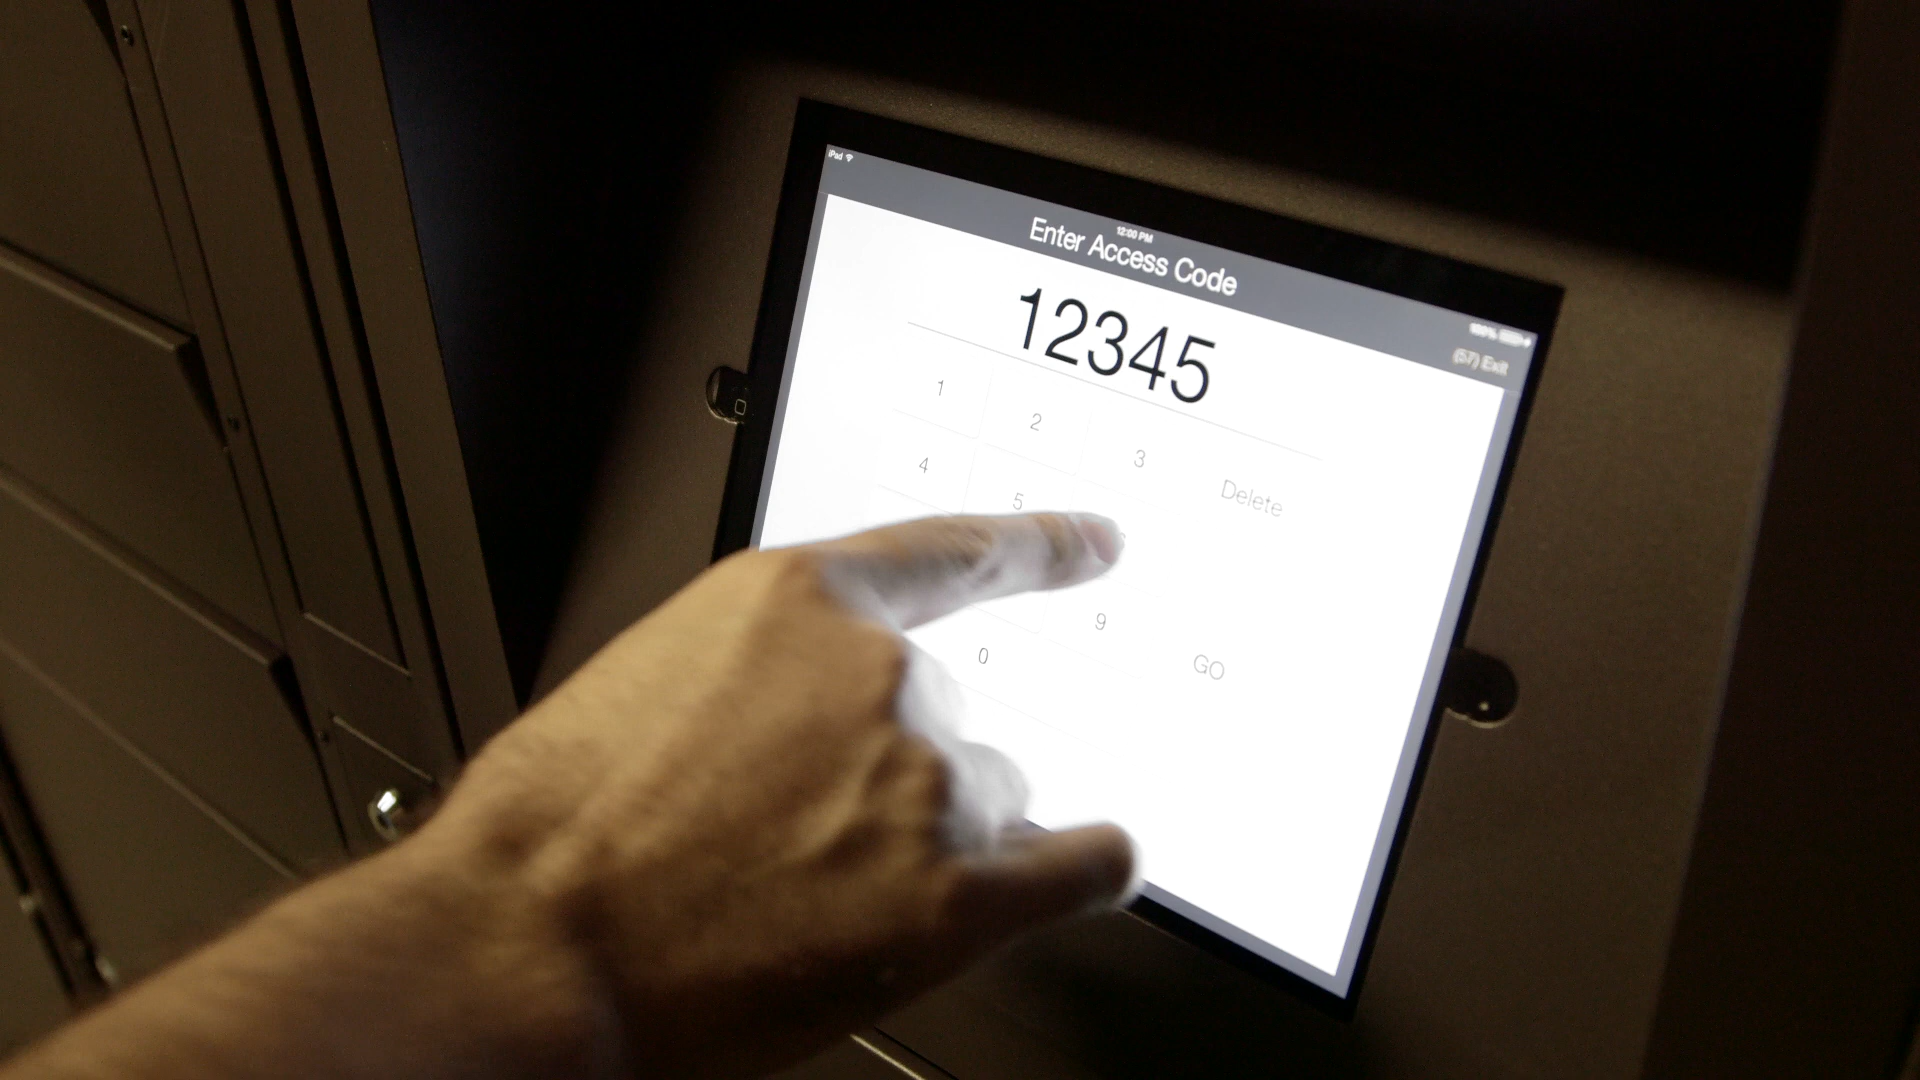 iPad
12:00 PM
100%
Enter Access Code
(57) Exit
12345
1 2 3 Delete
4 5
9
0 GO